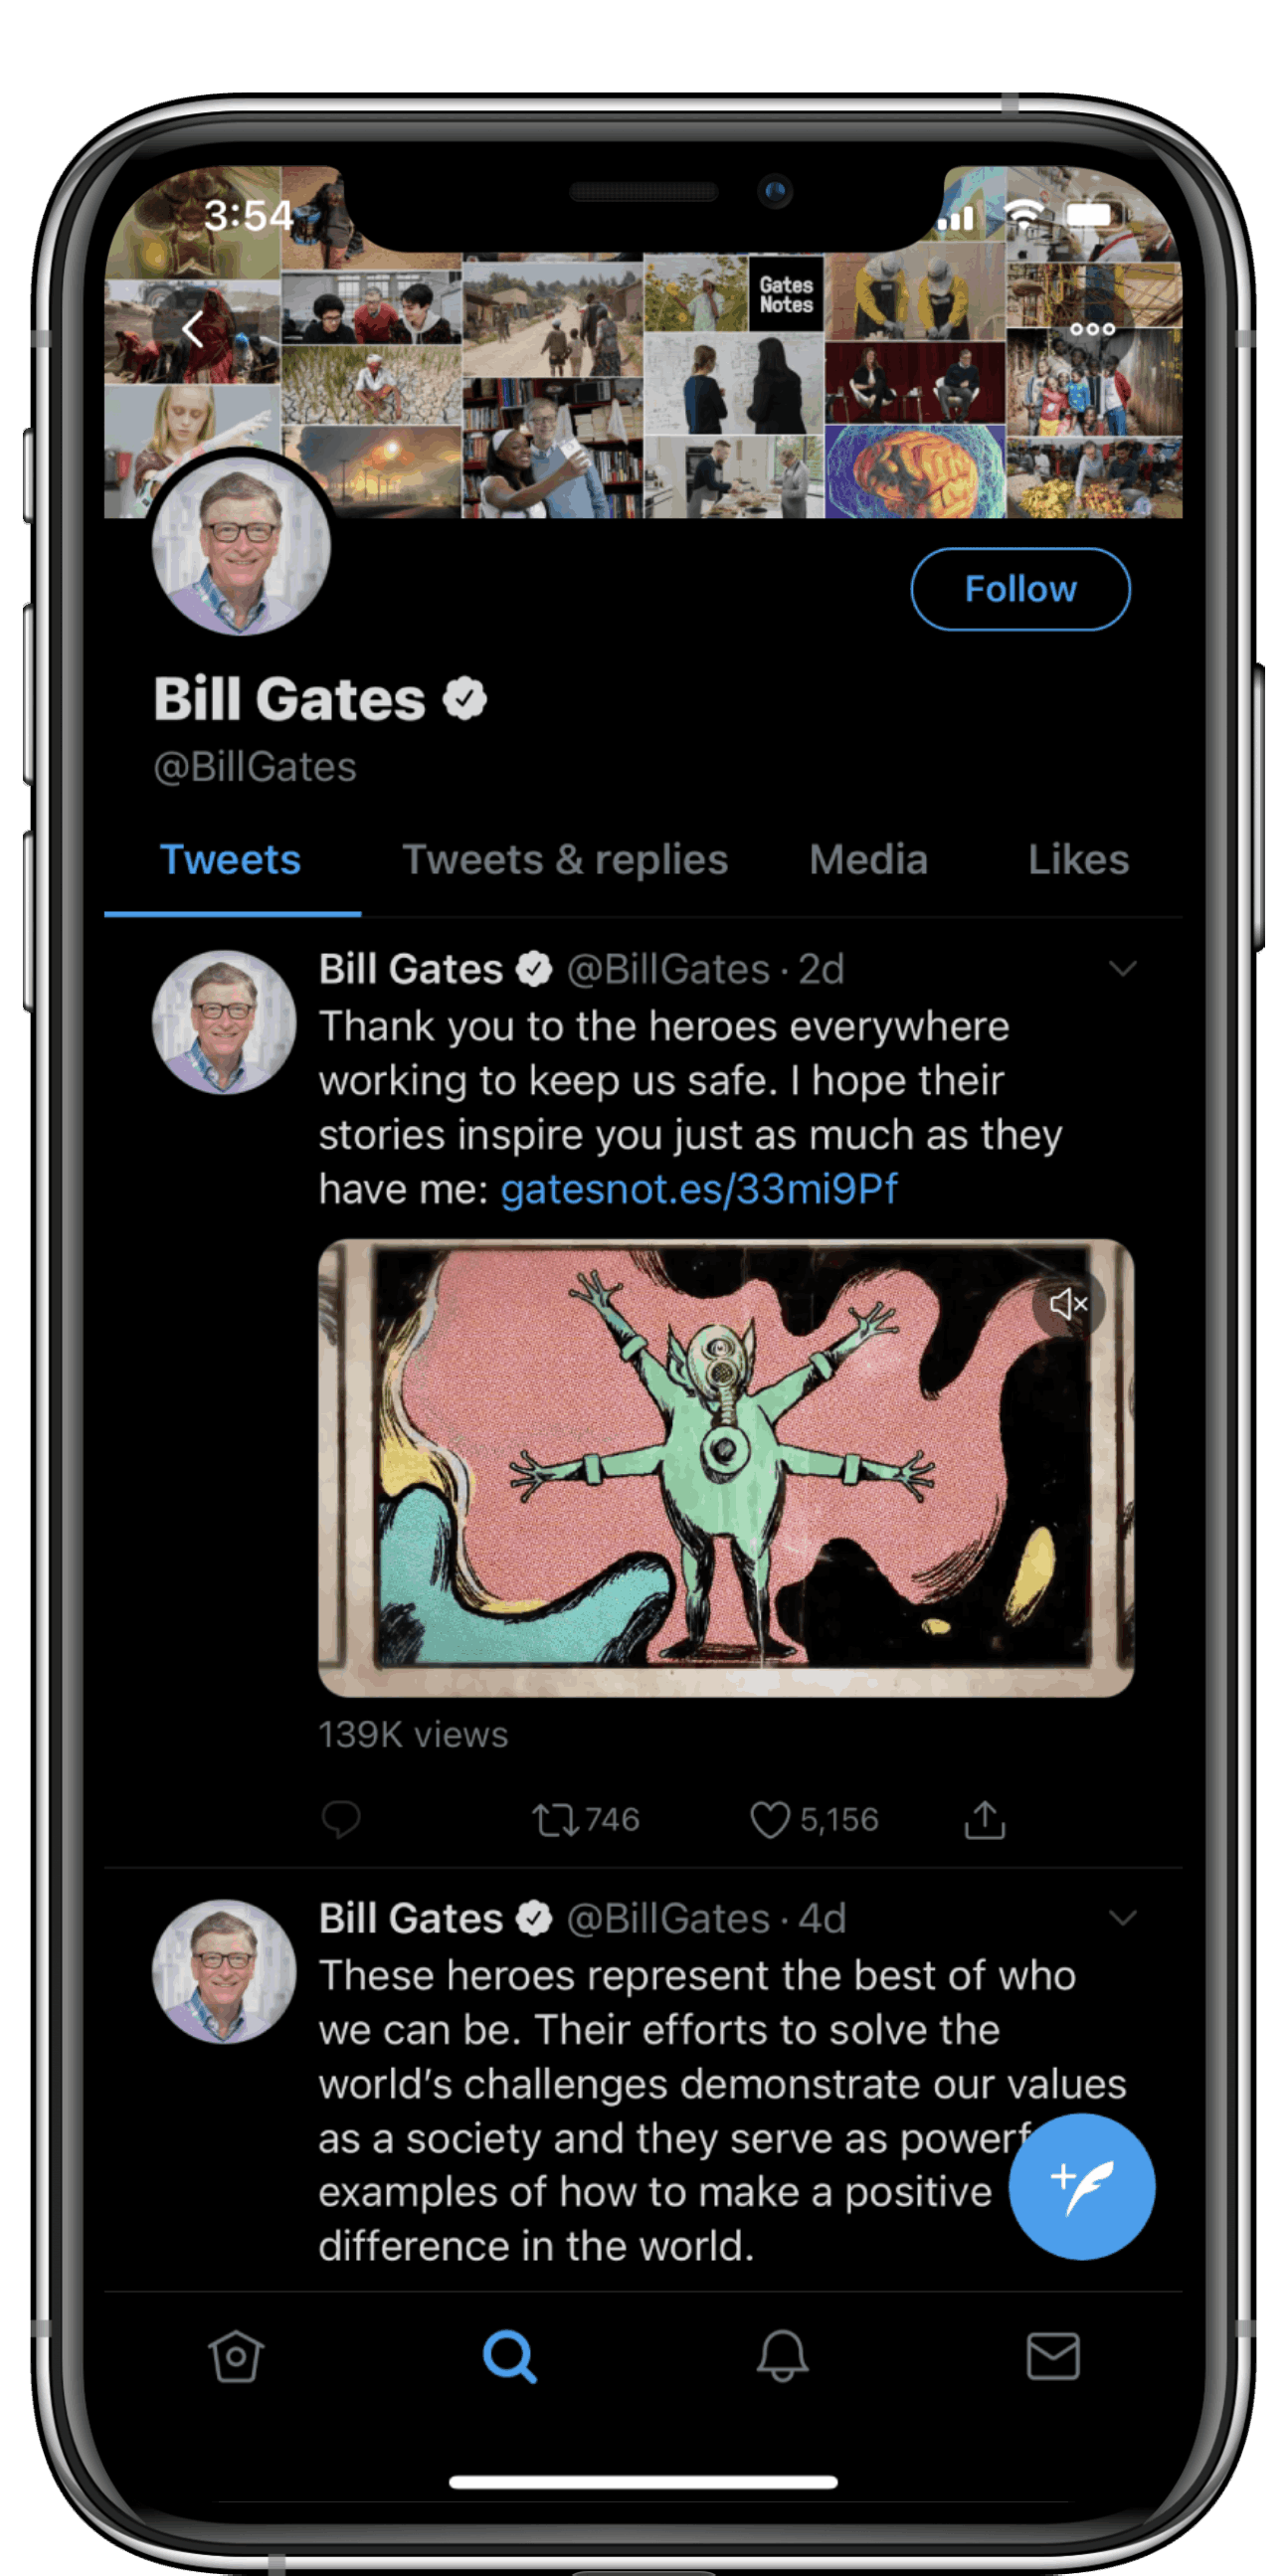 3:54
Gates
Notes
Follow
Bill Gates
@BillGates
Tweets Tweets & replies Media Likes
Bill Gates @BillGates · 2d
Thank you to the heroes everywhere
working to keep us safe. I hope their
stories inspire you just as much as they
have me: gatesnot.es/33mi9Pf
139K views
746 5,156
Bill Gates @BillGates · 4d
These heroes represent the best of who
we can be. Their efforts to solve the
world’s challenges demonstrate our values
as a society and they serve as powerf
examples of how to make a positive
difference in the world.